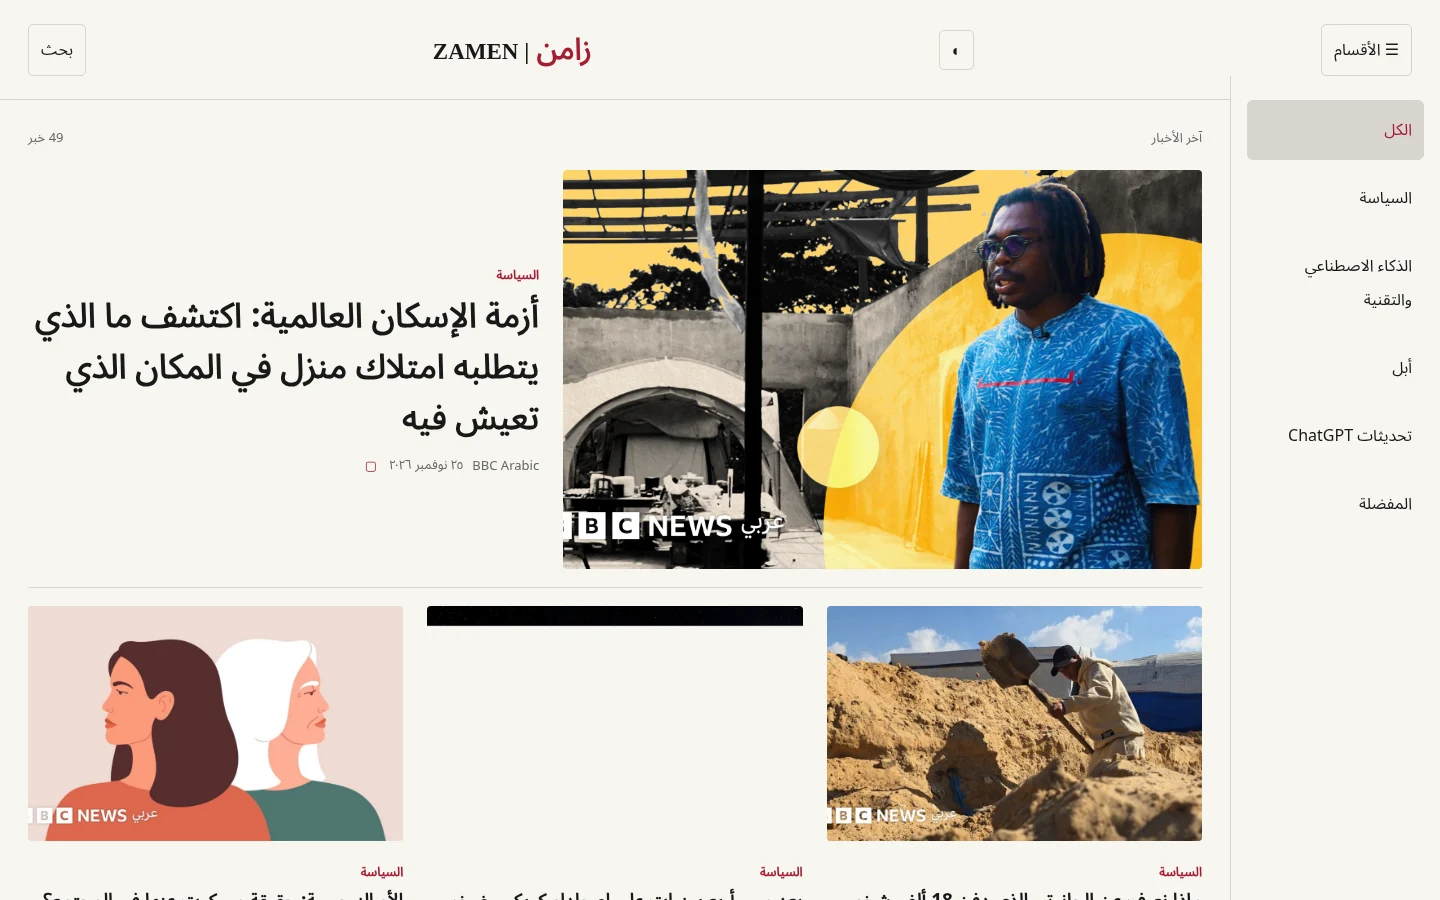 ☰ الأقسام
زامن | ZAMEN
بحث
الكل
السياسة
الذكاء الاصطناعي
والتقنية
أبل
تحديثات ChatGPT
المفضلة
آخر الأخبار
49 خبر
BBC NEWS عربي
السياسة
أزمة الإسكان العالمية: اكتشف ما الذي
يتطلبه امتلاك منزل في المكان الذي
تعيش فيه
BBC Arabic ٢٥ نوفمبر ٢٠٢٦
BBC NEWS عربي
السياسة
السياسة
BBC NEWS عربي
السياسة